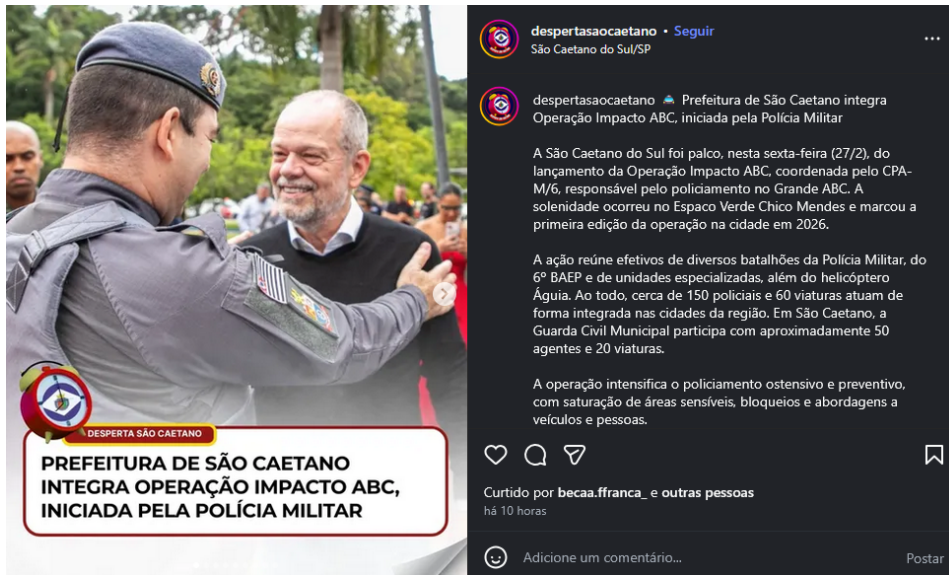 DESPERTA SÃO CAETANO
PREFEITURA DE SÃO CAETANO
INTEGRA OPERAÇÃO IMPACTO ABC,
INICIADA PELA POLÍCIA MILITAR
despertasaocaetano • Seguir
São Caetano do Sul/SP
despertasaocaetano 🚔 Prefeitura de São Caetano integra
Operação Impacto ABC, iniciada pela Polícia Militar
A São Caetano do Sul foi palco, nesta sexta-feira (27/2), do
lançamento da Operação Impacto ABC, coordenada pelo CPA-
M/6, responsável pelo policiamento no Grande ABC. A
solenidade ocorreu no Espaco Verde Chico Mendes e marcou a
primeira edição da operação na cidade em 2026.
A ação reúne efetivos de diversos batalhões da Polícia Militar, do
6º BAEP e de unidades especializadas, além do helicóptero
Águia. Ao todo, cerca de 150 policiais e 60 viaturas atuam de
forma integrada nas cidades da região. Em São Caetano, a
Guarda Civil Municipal participa com aproximadamente 50
agentes e 20 viaturas.
A operação intensifica o policiamento ostensivo e preventivo,
com saturação de áreas sensíveis, bloqueios e abordagens a
veículos e pessoas.
Curtido por becaa.ffranca_ e outras pessoas
há 10 horas
Adicione um comentário...
Postar